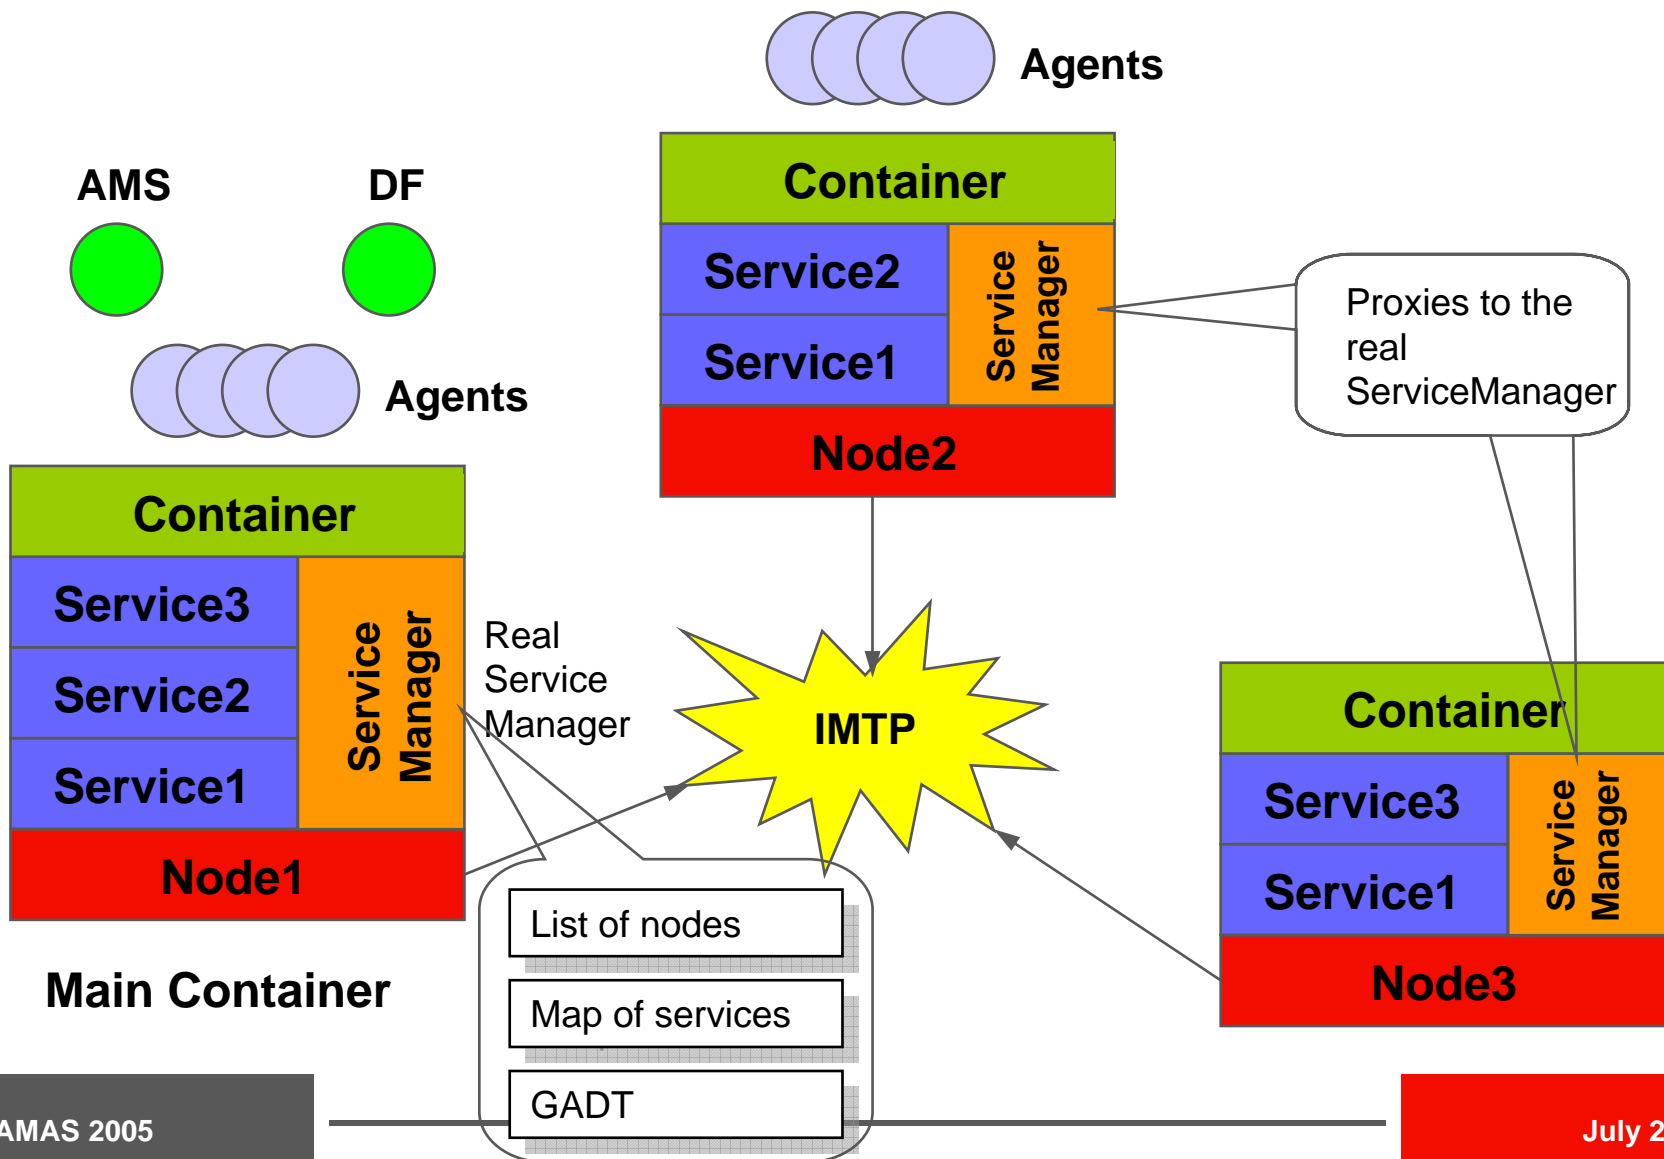 Agents
AMS
DF
Agents
Container
Service2
Service1
Service
Manager
Node2
Proxies to the
real
ServiceManager
Container
Service3
Service2
Service1
Service
Manager
Node1
Real
Service
Manager
IMTP
Container
Service3
Service1
Service
Manager
Node3
List of nodes
Map of services
GADT
Main Container
AMAS 2005
July 2